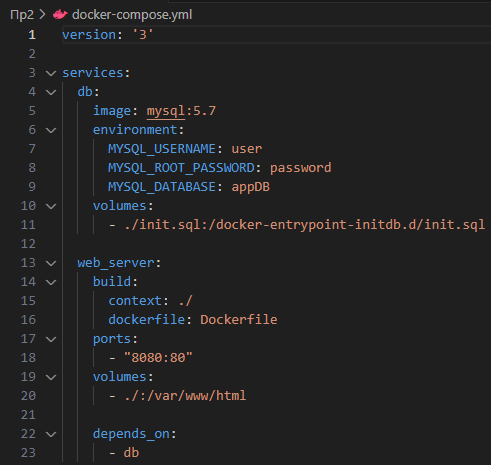 Пр2 > docker-compose.yml
1 version: '3'
2
3 services:
4   db:
5     image: mysql:5.7
6     environment:
7       MYSQL_USERNAME: user
8       MYSQL_ROOT_PASSWORD: password
9       MYSQL_DATABASE: appDB
10     volumes:
11       - ./init.sql:/docker-entrypoint-initdb.d/init.sql
12
13   web_server:
14     build:
15       context: ./
16       dockerfile: Dockerfile
17     ports:
18       - "8080:80"
19     volumes:
20       - ./:/var/www/html
21
22     depends_on:
23       - db